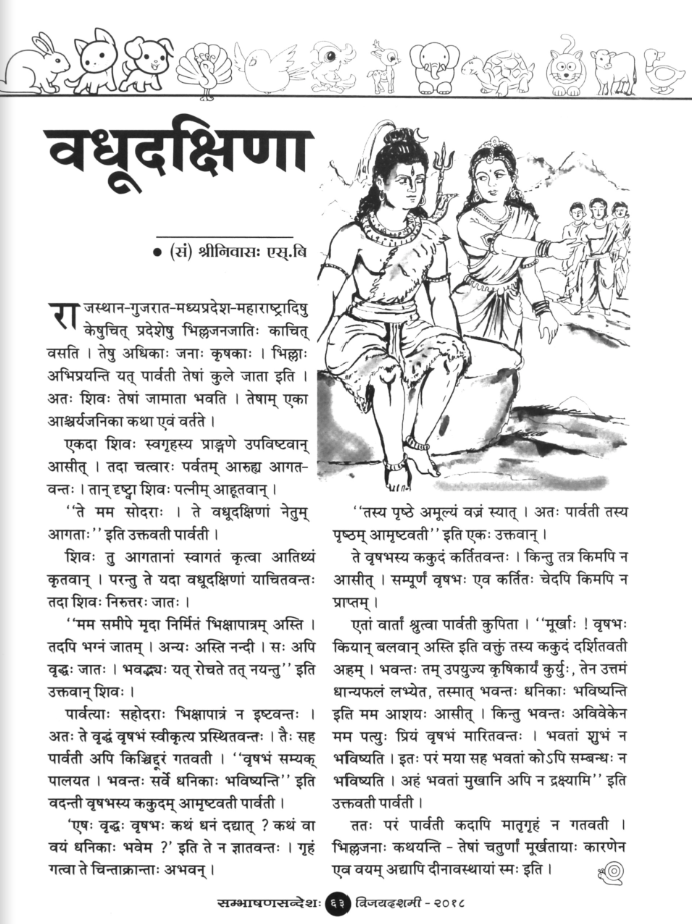 वधूदक्षिणा
• (सं) श्रीनिवासः एस्.बि
राजस्थान-गुजरात-मध्यप्रदेश-महाराष्ट्रादिषु
केषुचित् प्रदेशेषु भिल्लजनजातिः काचित्
वसति । तेषु अधिकाः जनाः कृषकाः । भिल्लाः
अभिप्रयन्ति यत् पार्वती तेषां कुले जाता इति ।
अतः शिवः तेषां जामाता भवति । तेषाम् एका
आश्चर्यजनिका कथा एवं वर्तते ।
एकदा शिवः स्वगृहस्य प्राङ्गणे उपविष्टवान्
आसीत् । तदा चत्वारः पर्वतम् आरुह्य आगत-
वन्तः । तान् दृष्ट्वा शिवः पत्नीम् आहूतवान् ।
‘‘ते मम सोदराः । ते वधूदक्षिणां नेतुम्
आगताः’’ इति उक्तवती पार्वती ।
शिवः तु आगतानां स्वागतं कृत्वा आतिथ्यं
कृतवान् । परन्तु ते यदा वधूदक्षिणां याचितवन्तः
तदा शिवः निरुत्तरः जातः ।
‘‘मम समीपे मृदा निर्मितं भिक्षापात्रम् अस्ति ।
तदपि भग्नं जातम् । अन्यः अस्ति नन्दी । सः अपि
वृद्धः जातः । भवद्भ्यः यत् रोचते तत् नयन्तु’’ इति
उक्तवान् शिवः ।
पार्वत्याः सहोदराः भिक्षापात्रं न इष्टवन्तः ।
अतः ते वृद्धं वृषभं स्वीकृत्य प्रस्थितवन्तः । तैः सह
पार्वती अपि किञ्चिद्दूरं गतवती । ‘‘वृषभं सम्यक्
पालयत । भवन्तः सर्वे धनिकाः भविष्यन्ति’’ इति
वदन्ती वृषभस्य ककुदम् आमृष्टवती पार्वती ।
‘एषः वृद्धः वृषभः कथं धनं दद्यात् ? कथं वा
वयं धनिकाः भवेम ?’ इति ते न ज्ञातवन्तः । गृहं
गत्वा ते चिन्ताक्रान्ताः अभवन् ।
‘‘तस्य पृष्ठे अमूल्यं वज्रं स्यात् । अतः पार्वती तस्य
पृष्ठम् आमृष्टवती’’ इति एकः उक्तवान् ।
ते वृषभस्य ककुदं कर्तितवन्तः । किन्तु तत्र किमपि न
आसीत् । सम्पूर्णं वृषभः एव कर्तितः चेदपि किमपि न
प्राप्तम् ।
एतां वार्तां श्रुत्वा पार्वती कुपिता । ‘‘मूर्खाः ! वृषभः
कियान् बलवान् अस्ति इति वक्तुं तस्य ककुदं दर्शितवती
अहम् । भवन्तः तम् उपयुज्य कृषिकार्यं कुर्युः, तेन उत्तमं
धान्यफलं लभ्येत, तस्मात् भवन्तः धनिकाः भविष्यन्ति
इति मम आशयः आसीत् । किन्तु भवन्तः अविवेकेन
मम पत्युः प्रियं वृषभं मारितवन्तः । भवतां शुभं न
भविष्यति । इतः परं मया सह भवतां कोऽपि सम्बन्धः न
भविष्यति । अहं भवतां मुखानि अपि न द्रक्ष्यामि’’ इति
उक्तवती पार्वती ।
ततः परं पार्वती कदापि मातृगृहं न गतवती ।
भिल्लजनाः कथयन्ति - तेषां चतुर्णां मूर्खतायाः कारणेन
एव वयम् अद्यापि दीनावस्थायां स्मः इति ।
सम्भाषणसन्देशः ६३ विजयदशमी - २०१८